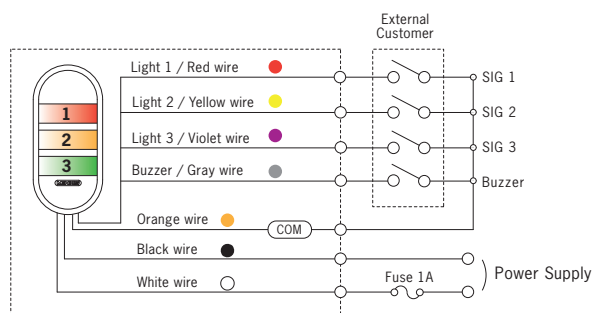 External
Customer
Light 1 / Red wire
SIG 1
1
Light 2 / Yellow wire
SIG 2
2
Light 3 / Violet wire
SIG 3
3
Buzzer / Gray wire
Buzzer
Orange wire
COM
Black wire
Power Supply
White wire
Fuse 1A